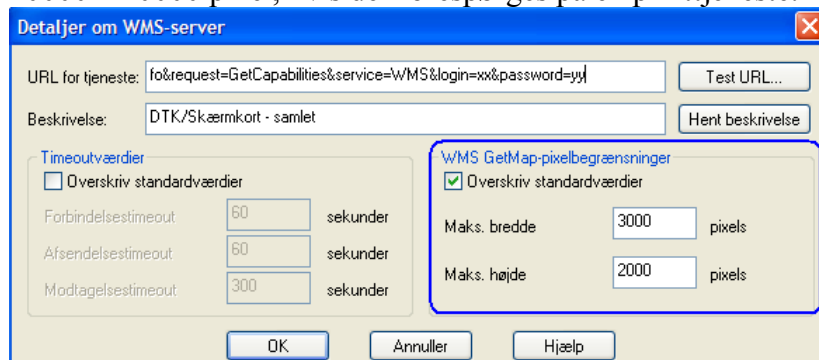 Detaljer om WMS-server
URL for tjeneste: fo&request=GetCapabilities&service=WMS&login=xx&password=yy Test URL...
Beskrivelse: DTK/Skærmkort - samlet Hent beskrivelse
Timeoutværdier
Overskriv standardværdier
Forbindelsestimeout 60 sekunder
Afsendelsestimeout 60 sekunder
Modtagelsestimeout 300 sekunder
WMS GetMap-pixelbegrænsninger
Overskriv standardværdier
Maks. bredde 3000 pixels
Maks. højde 2000 pixels
OK Annuller Hjælp